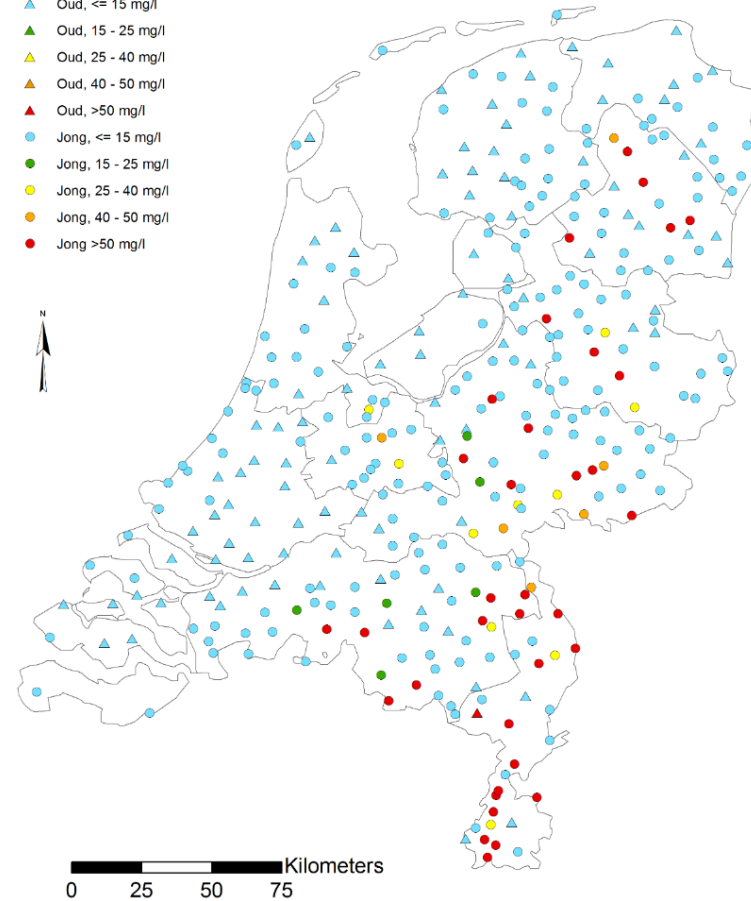 Oud, <= 15 mg/l
Oud, 15 - 25 mg/l
Oud, 25 - 40 mg/l
Oud, 40 - 50 mg/l
Oud, >50 mg/l
Jong, <= 15 mg/l
Jong, 15 - 25 mg/l
Jong, 25 - 40 mg/l
Jong, 40 - 50 mg/l
Jong >50 mg/l
N
Kilometers
0 25 50 75